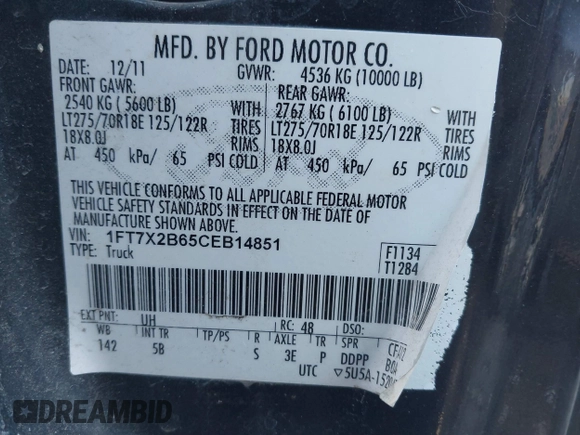 MFD. BY FORD MOTOR CO.
DATE: 12/11 GVWR: 4536 KG (10000 LB)
FRONT GAWR: REAR GAWR:
2540 KG ( 5600 LB) WITH 2767 KG ( 6100 LB) WITH
LT275/70R18E 125/122R TIRES LT275/70R18E 125/122R TIRES
18X8.0J RIMS 18X8.0J RIMS
AT 450 kPa/ 65 PSI COLD AT 450 kPa/ 65 PSI COLD
THIS VEHICLE CONFORMS TO ALL APPLICABLE FEDERAL MOTOR
VEHICLE SAFETY STANDARDS IN EFFECT ON THE DATE OF
MANUFACTURE SHOWN ABOVE.
VIN: 1FT7X2B65CEB14851 F1134
TYPE: Truck T1284
EXT PNT: UH RC: 48 DSO:
WB INT TR TP/PS R AXLE TR SPR
142 5B S 3E P DDPP
UTC ▽5U5A-1520
DREAMBID